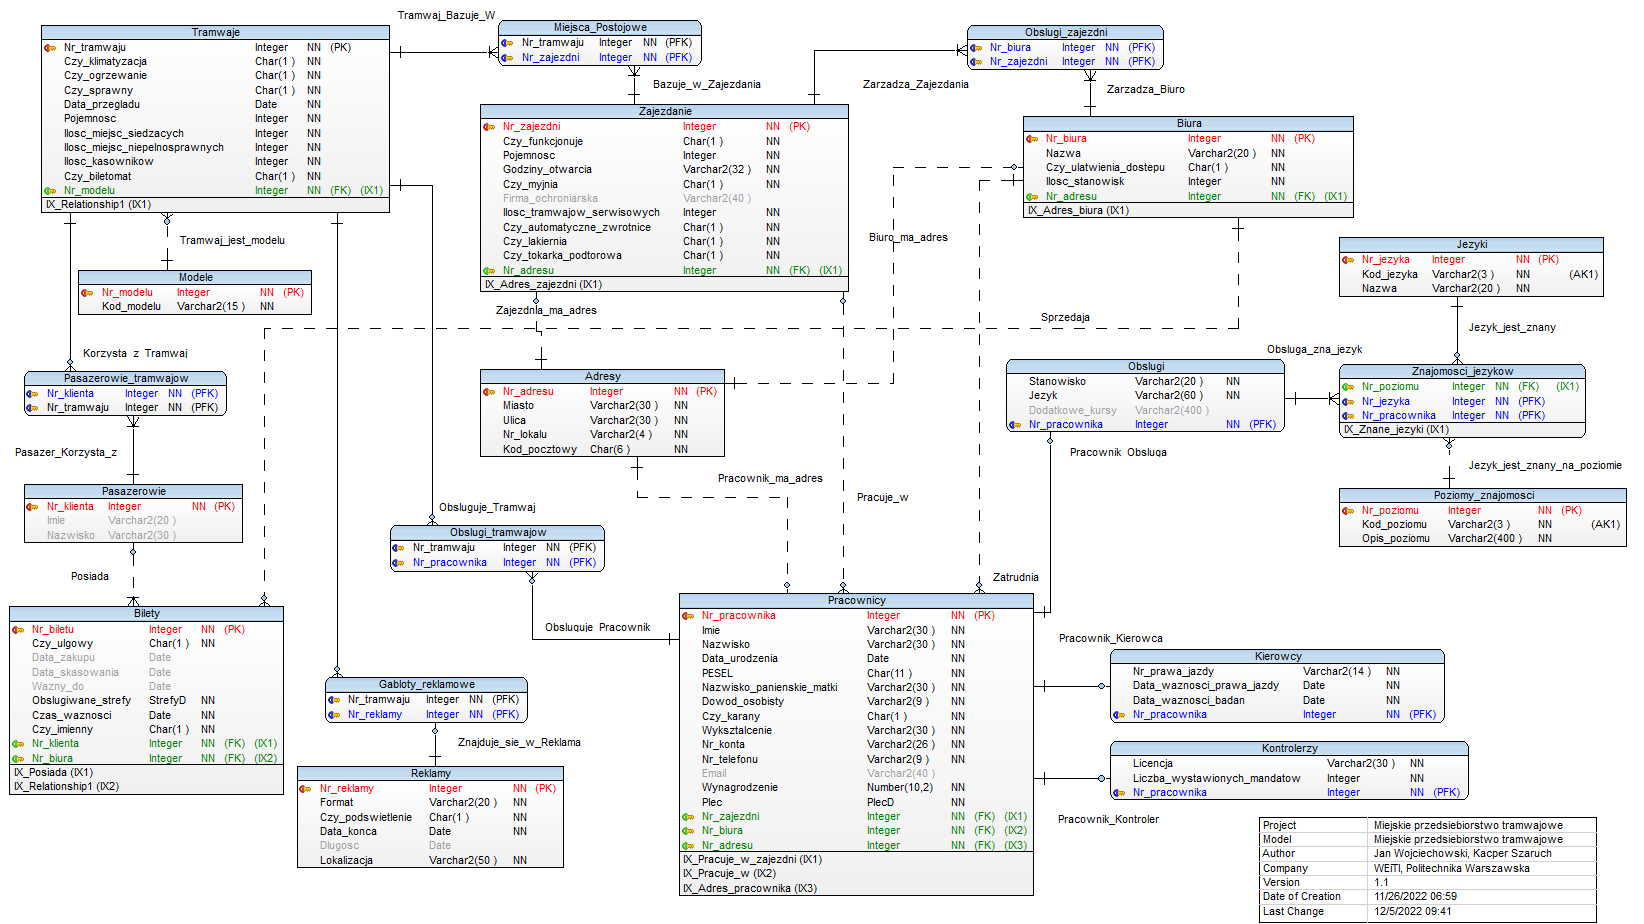 Tramwaje
Nr_tramwaju Integer NN (PK)
Czy_klimatyzacja Char(1 ) NN
Czy_ogrzewanie Char(1 ) NN
Czy_sprawny Char(1 ) NN
Data_przegladu Date NN
Pojemnosc Integer NN
Ilosc_miejsc_siedzacych Integer NN
Ilosc_miejsc_niepelnosprawnych Integer NN
Ilosc_kasownikow Integer NN
Czy_biletomat Char(1 ) NN
Nr_modelu Integer NN (FK) (IX1)
IX_Relationship1 (IX1)
Tramwaj_Bazuje_W
Miejsca_Postojowe
Nr_tramwaju Integer NN (PFK)
Nr_zajezdni Integer NN (PFK)
Bazuje_w_Zajezdania
Obslugi_zajezdni
Nr_biura Integer NN (PFK)
Nr_zajezdni Integer NN (PFK)
Zarzadza_Zajezdania
Zarzadza_Biuro
Zajezdanie
Nr_zajezdni Integer NN (PK)
Czy_funkcjonuje Char(1 ) NN
Pojemnosc Integer NN
Godziny_otwarcia Varchar2(32 ) NN
Czy_myjnia Char(1 ) NN
Firma_ochroniarska Varchar2(40 )
Ilosc_tramwajow_serwisowych Integer NN
Czy_automatyczne_zwrotnice Char(1 ) NN
Czy_lakiernia Char(1 ) NN
Czy_tokarka_podtorowa Char(1 ) NN
Nr_adresu Integer NN (FK) (IX1)
IX_Adres_zajezdni (IX1)
Biura
Nr_biura Integer NN (PK)
Nazwa Varchar2(20 ) NN
Czy_ulatwienia_dostepu Char(1 ) NN
Ilosc_stanowisk Integer NN
Nr_adresu Integer NN (FK) (IX1)
IX_Adres_biura (IX1)
Biuro_ma_adres
Tramwaj_jest_modelu
Modele
Nr_modelu Integer NN (PK)
Kod_modelu Varchar2(15 ) NN
Jezyki
Nr_jezyka Integer NN (PK)
Kod_jezyka Varchar2(3 ) NN (AK1)
Nazwa Varchar2(20 ) NN
Zajezdnia_ma_adres
Sprzedaja
Jezyk_jest_znany
Obsluga_zna_jezyk
Korzysta_z_Tramwaj
Pasazerowie_tramwajow
Nr_klienta Integer NN (PFK)
Nr_tramwaju Integer NN (PFK)
Adresy
Nr_adresu Integer NN (PK)
Miasto Varchar2(30 ) NN
Ulica Varchar2(30 ) NN
Nr_lokalu Varchar2(4 ) NN
Kod_pocztowy Char(6 ) NN
Obslugi
Stanowisko Varchar2(20 ) NN
Jezyk Varchar2(60 ) NN
Dodatkowe_kursy Varchar2(400 )
Nr_pracownika Integer NN (PFK)
Znajomosci_jezykow
Nr_poziomu Integer NN (FK) (IX1)
Nr_jezyka Integer NN (PFK)
Nr_pracownika Integer NN (PFK)
IX_Znane_jezyki (IX1)
Pasazer_Korzysta_z
Pracownik_Obsluga
Jezyk_jest_znany_na_poziomie
Pasazerowie
Nr_klienta Integer NN (PK)
Imie Varchar2(20 )
Nazwisko Varchar2(30 )
Pracownik_ma_adres
Pracuje_w
Poziomy_znajomosci
Nr_poziomu Integer NN (PK)
Kod_poziomu Varchar2(3 ) NN (AK1)
Opis_poziomu Varchar2(400 ) NN
Obsluguje_Tramwaj
Obslugi_tramwajow
Nr_tramwaju Integer NN (PFK)
Nr_pracownika Integer NN (PFK)
Posiada
Zatrudnia
Obsluguje_Pracownik
Bilety
Nr_biletu Integer NN (PK)
Czy_ulgowy Char(1 ) NN
Data_zakupu Date
Data_skasowania Date
Wazny_do Date
Obslugiwane_strefy StrefyD NN
Czas_waznosci Date NN
Czy_imienny Char(1 ) NN
Nr_klienta Integer NN (FK) (IX1)
Nr_biura Integer NN (FK) (IX2)
IX_Posiada (IX1)
IX_Relationship1 (IX2)
Gabloty_reklamowe
Nr_tramwaju Integer NN (PFK)
Nr_reklamy Integer NN (PFK)
Znajduje_sie_w_Reklama
Reklamy
Nr_reklamy Integer NN (PK)
Format Varchar2(20 ) NN
Czy_podswietlenie Char(1 ) NN
Data_konca Date NN
Dlugosc Date
Lokalizacja Varchar2(50 ) NN
Pracownicy
Nr_pracownika Integer NN (PK)
Imie Varchar2(30 ) NN
Nazwisko Varchar2(30 ) NN
Data_urodzenia Date NN
PESEL Char(11 ) NN
Nazwisko_panienskie_matki Varchar2(30 ) NN
Dowod_osobisty Varchar2(9 ) NN
Czy_karany Char(1 ) NN
Wyksztalcenie Varchar2(30 ) NN
Nr_konta Varchar2(26 ) NN
Nr_telefonu Varchar2(9 ) NN
Email Varchar2(40 )
Wynagrodzenie Number(10,2) NN
Plec PlecD NN
Nr_zajezdni Integer NN (FK) (IX1)
Nr_biura Integer NN (FK) (IX2)
Nr_adresu Integer NN (FK) (IX3)
IX_Pracuje_w_zajezdni (IX1)
IX_Pracuje_w (IX2)
IX_Adres_pracownika (IX3)
Pracownik_Kierowca
Kierowcy
Nr_prawa_jazdy Varchar2(14 ) NN
Data_waznosci_prawa_jazdy Date NN
Data_waznosci_badan Date NN
Nr_pracownika Integer NN (PFK)
Kontrolerzy
Licencja Varchar2(30 ) NN
Liczba_wystawionych_mandatow Integer NN
Nr_pracownika Integer NN (PFK)
Pracownik_Kontroler
Project Miejskie przedsiebiorstwo tramwajowe
Model Miejskie przedsiebiorstwo tramwajowe
Author Jan Wojciechowski, Kacper Szaruch
Company WEiTI, Politechnika Warszawska
Version 1.1
Date of Creation 11/26/2022 06:59
Last Change 12/5/2022 09:41